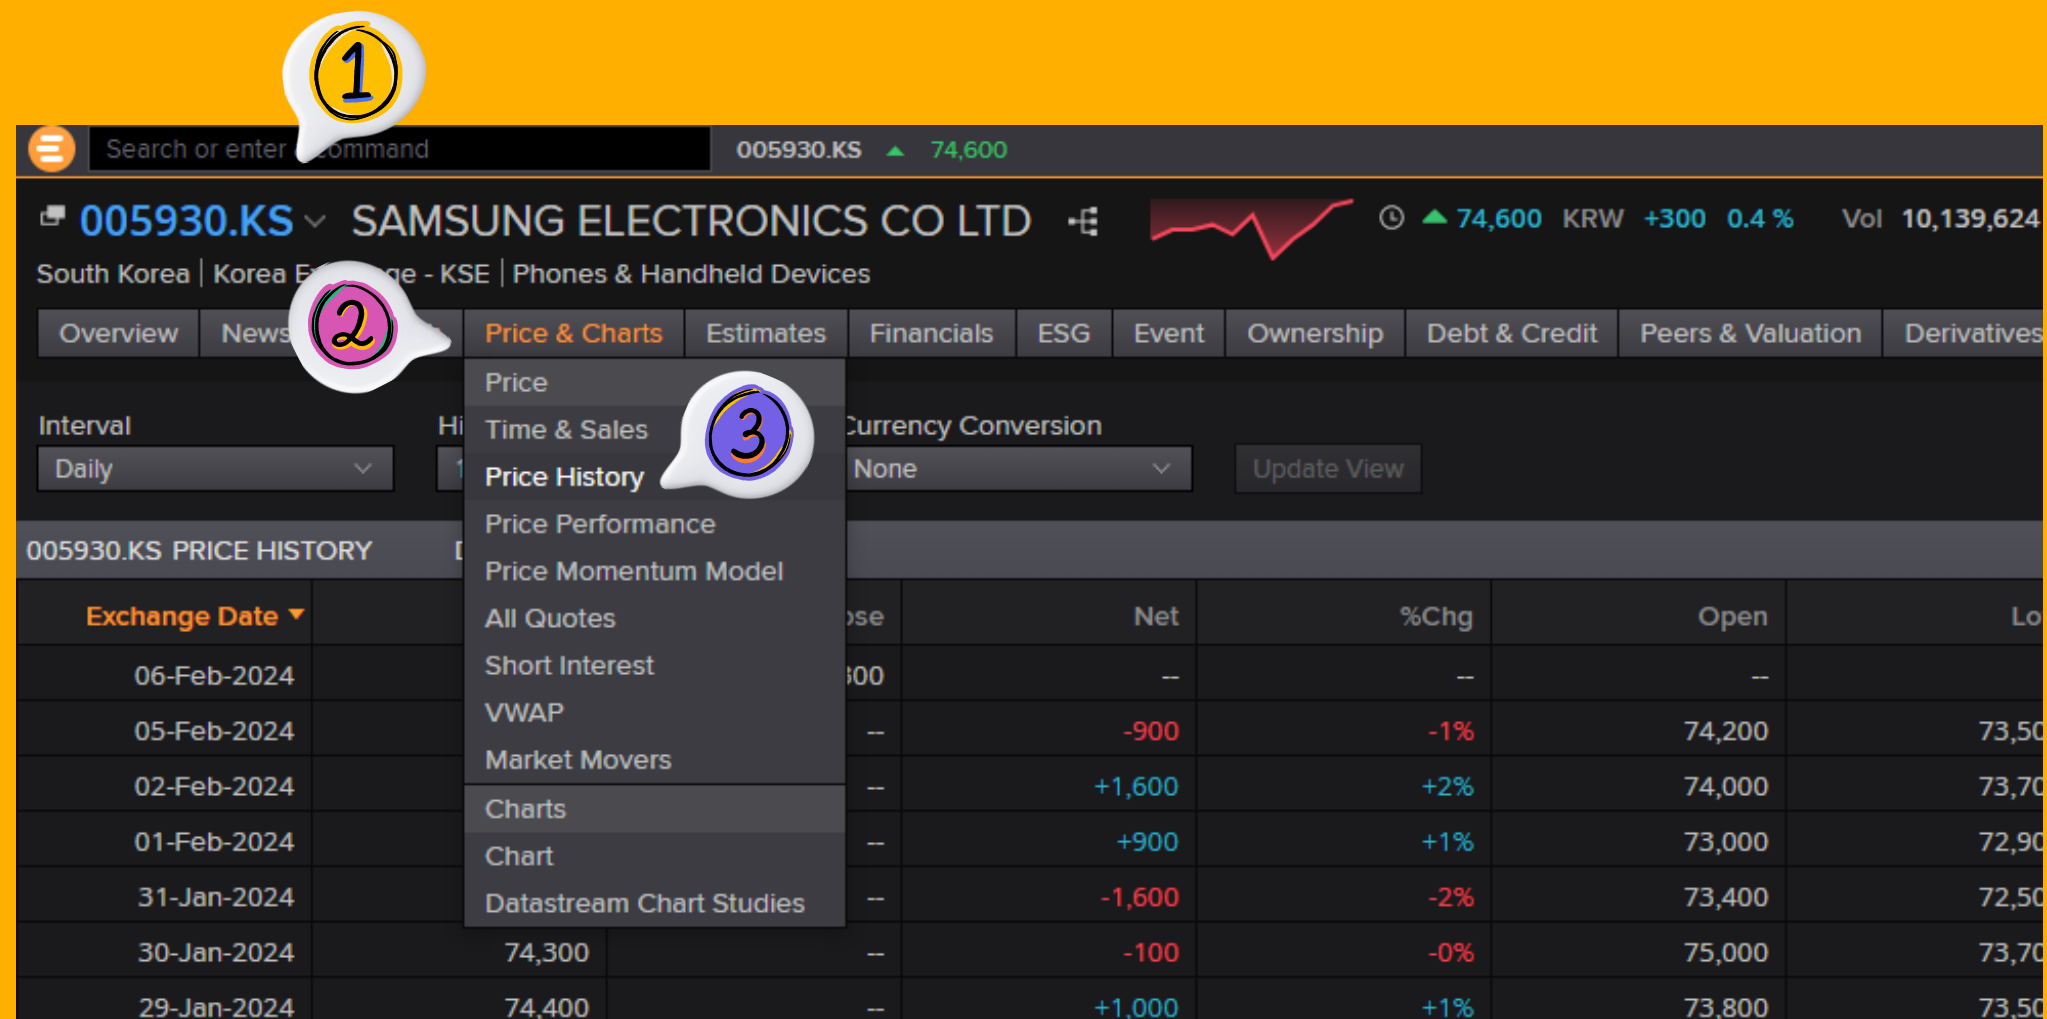 1
Search or enter command
005930.KS 74,600
005930.KS SAMSUNG ELECTRONICS CO LTD 74,600 KRW +300 0.4 % Vol 10,139,624
South Korea Korea - KSE Phones & Handheld Devices
2
Overview News Price & Charts Estimates Financials ESG Event Ownership Debt & Credit Peers & Valuation Derivatives
Price
Time & Sales
3
Price History
Price Performance
Price Momentum Model
All Quotes
Short Interest
VWAP
Market Movers
Charts
Chart
Datastream Chart Studies
Interval
Currency Conversion
Daily None Update View
005930.KS PRICE HISTORY
Exchange Date Net %Chg Open
06-Feb-2024 -- -- --
05-Feb-2024 -- -900 -1% 74,200
02-Feb-2024 -- +1,600 +2% 74,000
01-Feb-2024 -- +900 +1% 73,000
31-Jan-2024 -- -1,600 -2% 73,400
30-Jan-2024 74,300 -- -100 -0% 75,000
29-Jan-2024 74,400 -- +1,000 +1% 73,800